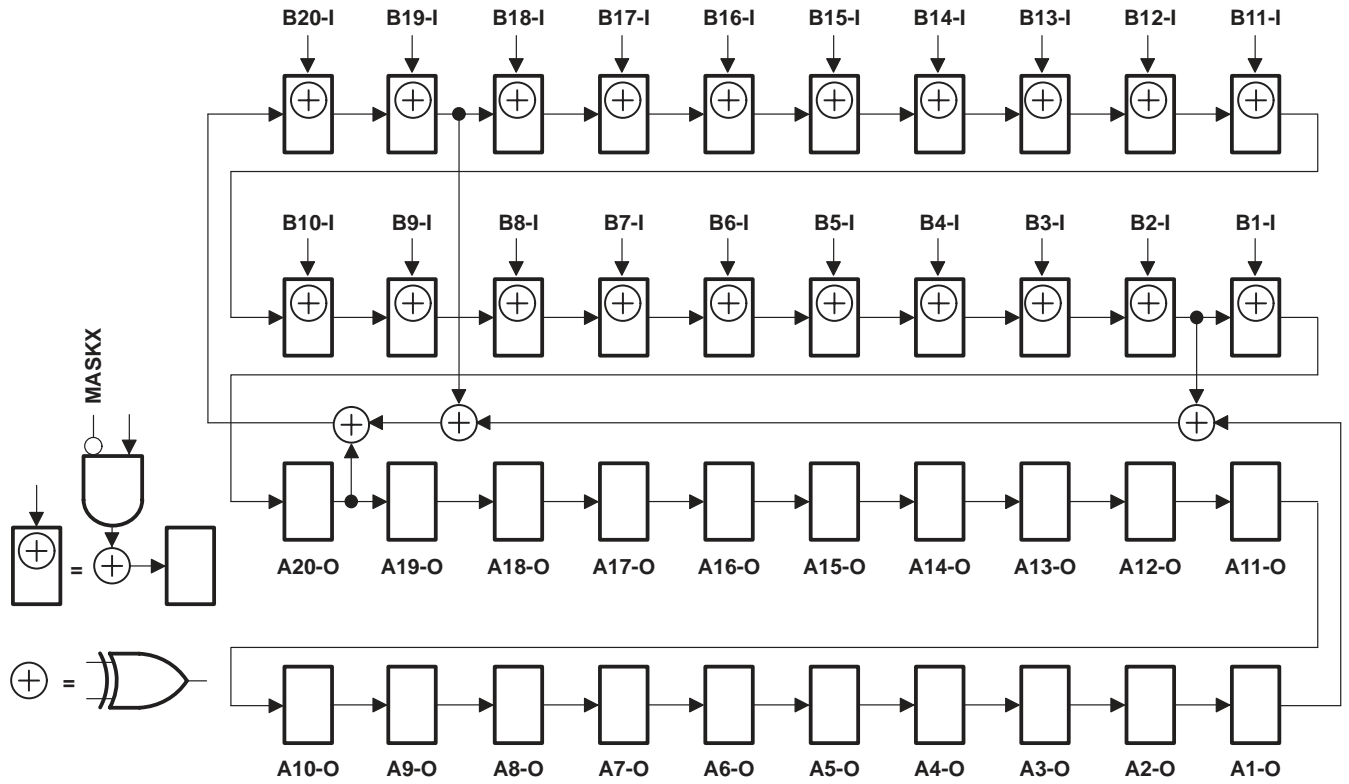 B20-I B19-I B18-I B17-I B16-I B15-I B14-I B13-I B12-I B11-I
B10-I B9-I B8-I B7-I B6-I B5-I B4-I B3-I B2-I B1-I
MASKX
A20-O A19-O A18-O A17-O A16-O A15-O A14-O A13-O A12-O A11-O
=
=
A10-O A9-O A8-O A7-O A6-O A5-O A4-O A3-O A2-O A1-O